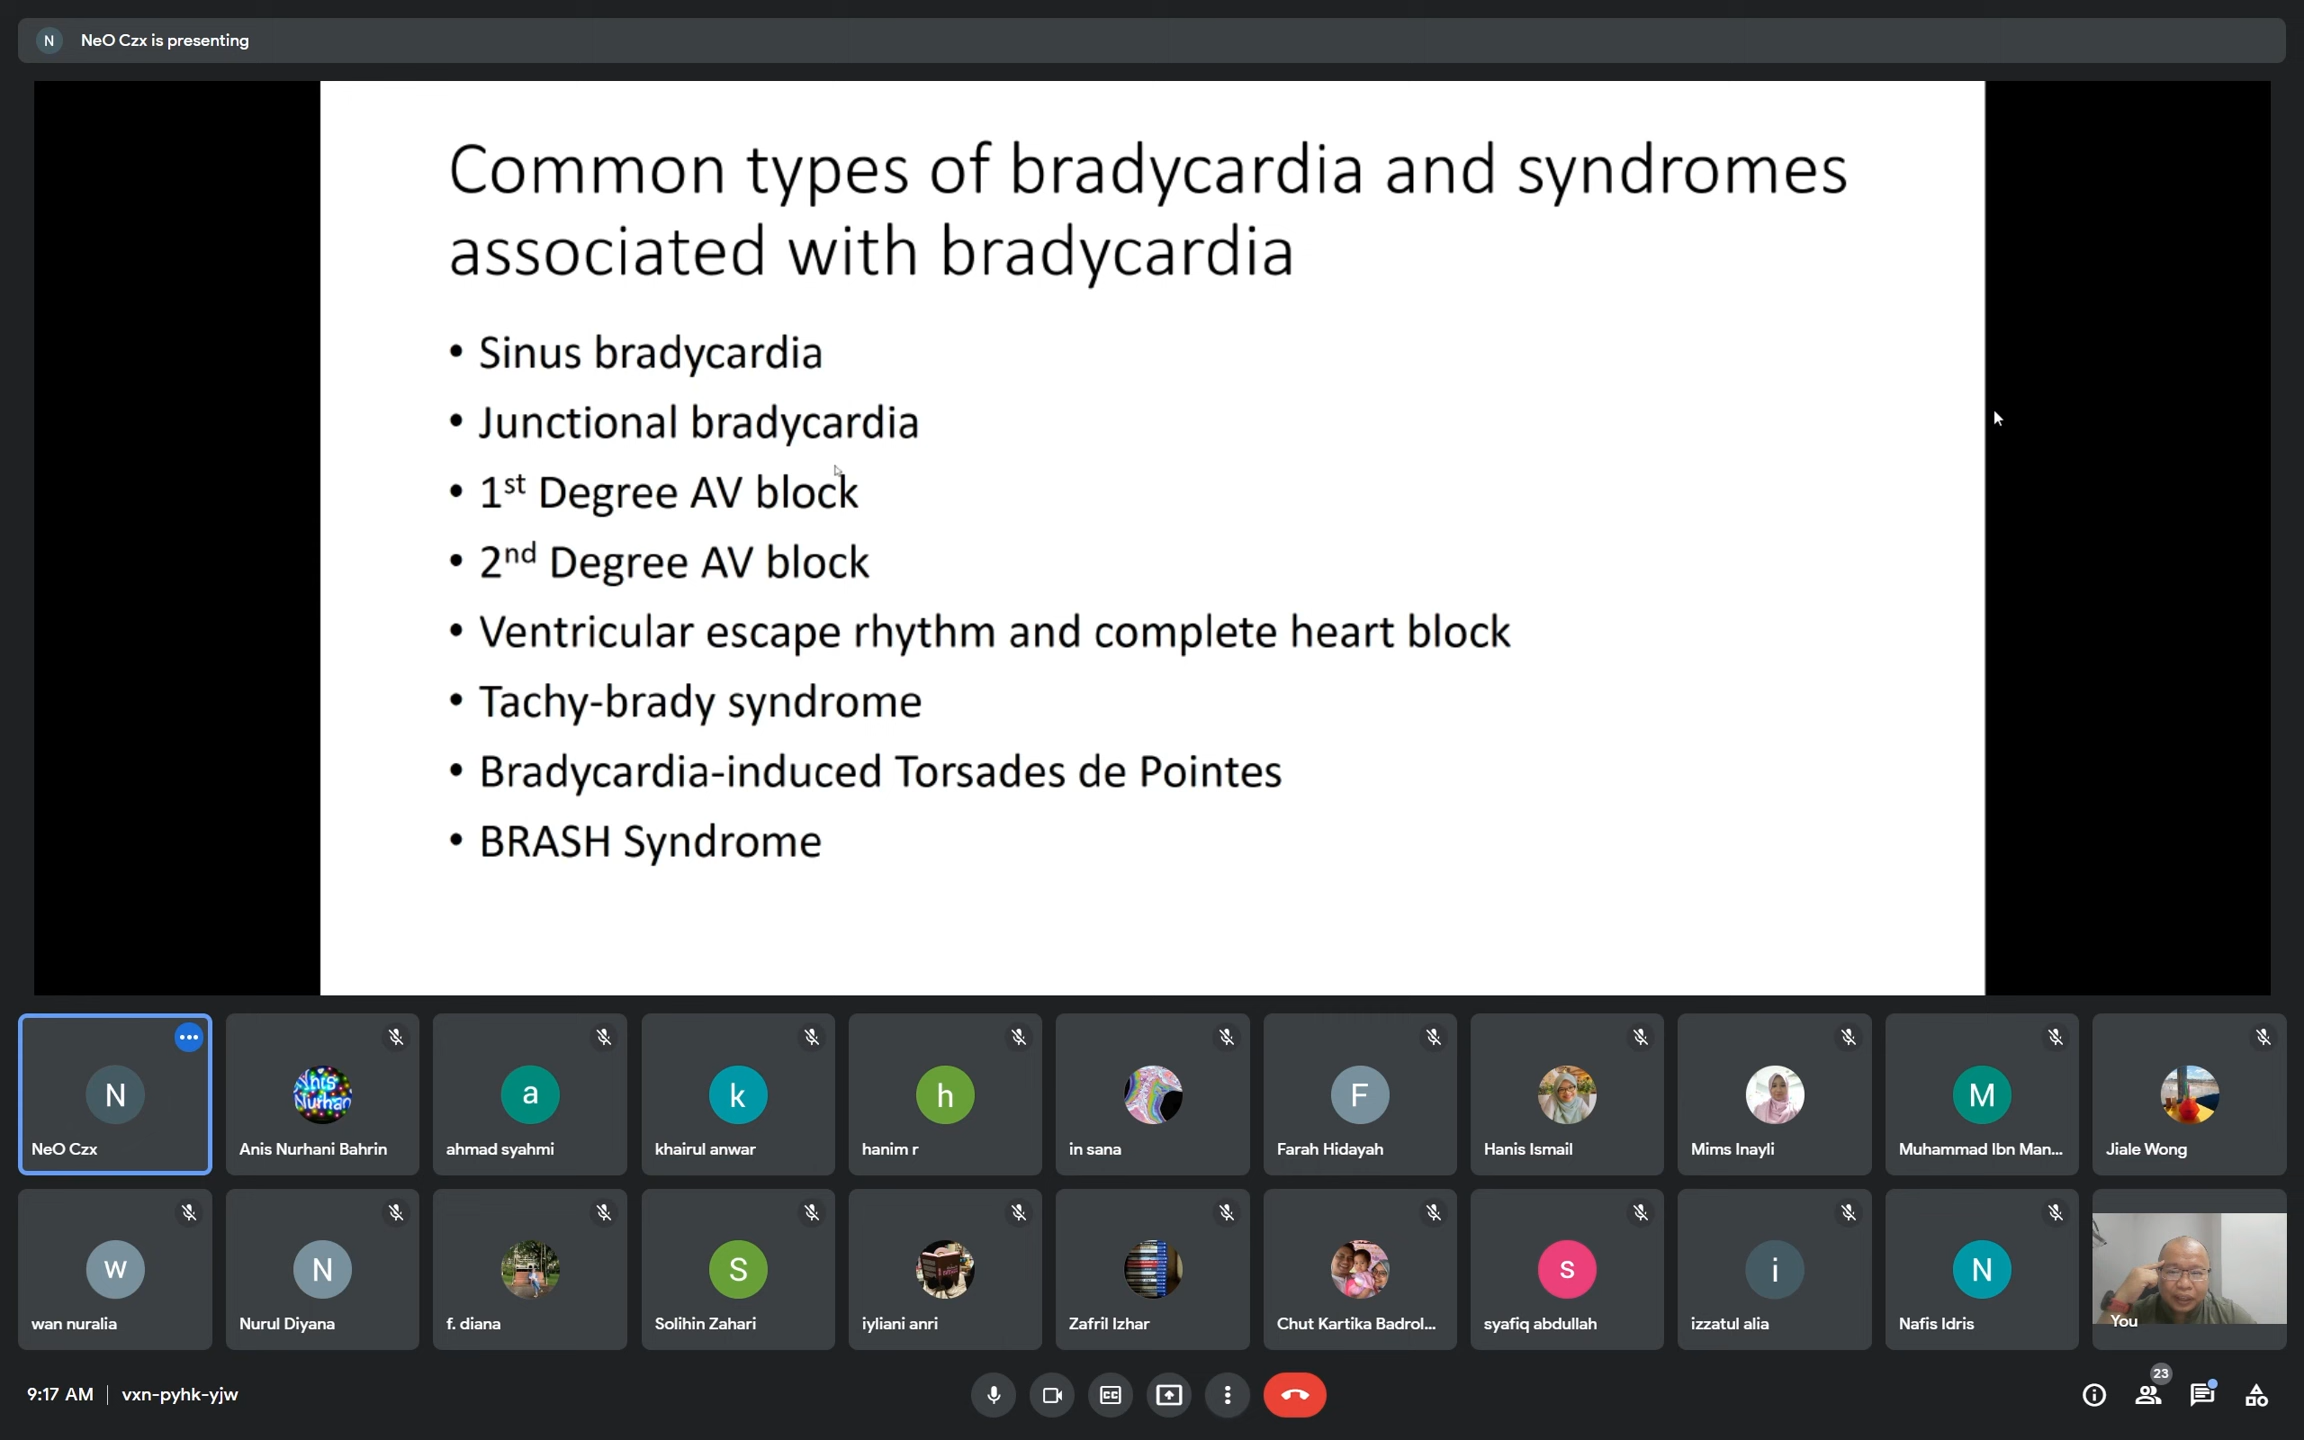 N NeO Czx is presenting
Common types of bradycardia and syndromes
associated with bradycardia
• Sinus bradycardia
• Junctional bradycardia
• 1st Degree AV block
• 2nd Degree AV block
• Ventricular escape rhythm and complete heart block
• Tachy-brady syndrome
• Bradycardia-induced Torsades de Pointes
• BRASH Syndrome
N
NeO Czx
Anis Nurhani Bahrin
a
ahmad syahmi
k
khairul anwar
h
hanim r
in sana
F
Farah Hidayah
Hanis Ismail
Mims Inayli
M
Muhammad Ibn Man...
Jiale Wong
w
wan nuralia
N
Nurul Diyana
f. diana
S
Solihin Zahari
iyliani anri
Zafril Izhar
Chut Kartika Badrol...
s
syafiq abdullah
i
izzatul alia
N
Nafis Idris
You
9:17 AM | vxn-pyhk-yjw
CC
23